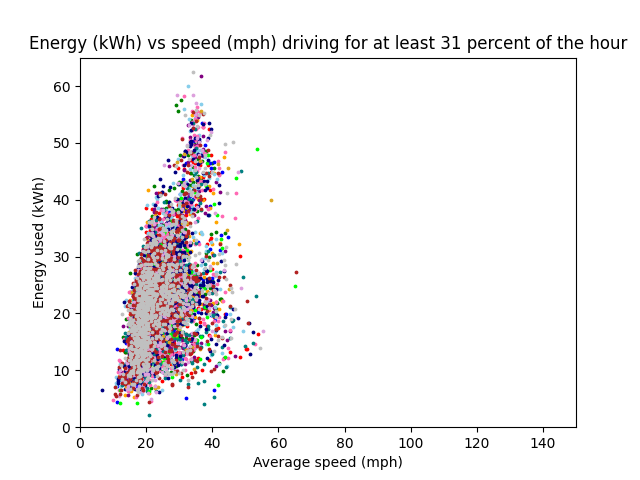 Energy (kWh) vs speed (mph) driving for at least 31 percent of the hour
60
50
40
30
20
10
0
Energy used (kWh)
0 20 40 60 80 100 120 140
Average speed (mph)